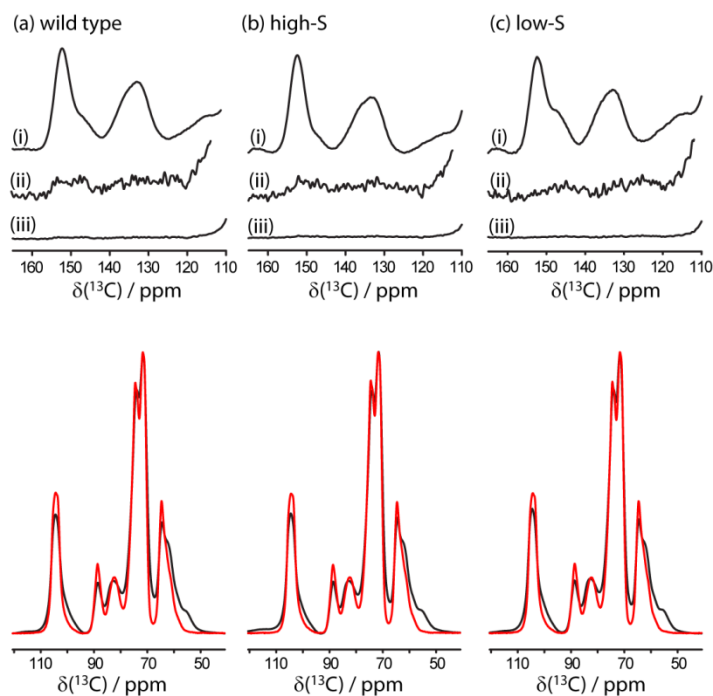 (a) wild type (b) high-S (c) low-S
(i) (i) (i)
(ii) (ii) (ii)
(iii) (iii) (iii)
160 150 140 130 120 110 160 150 140 130 120 110 160 150 140 130 120 110
δ(¹³C) / ppm δ(¹³C) / ppm δ(¹³C) / ppm
110 90 70 50 110 90 70 50 110 90 70 50
δ(¹³C) / ppm δ(¹³C) / ppm δ(¹³C) / ppm